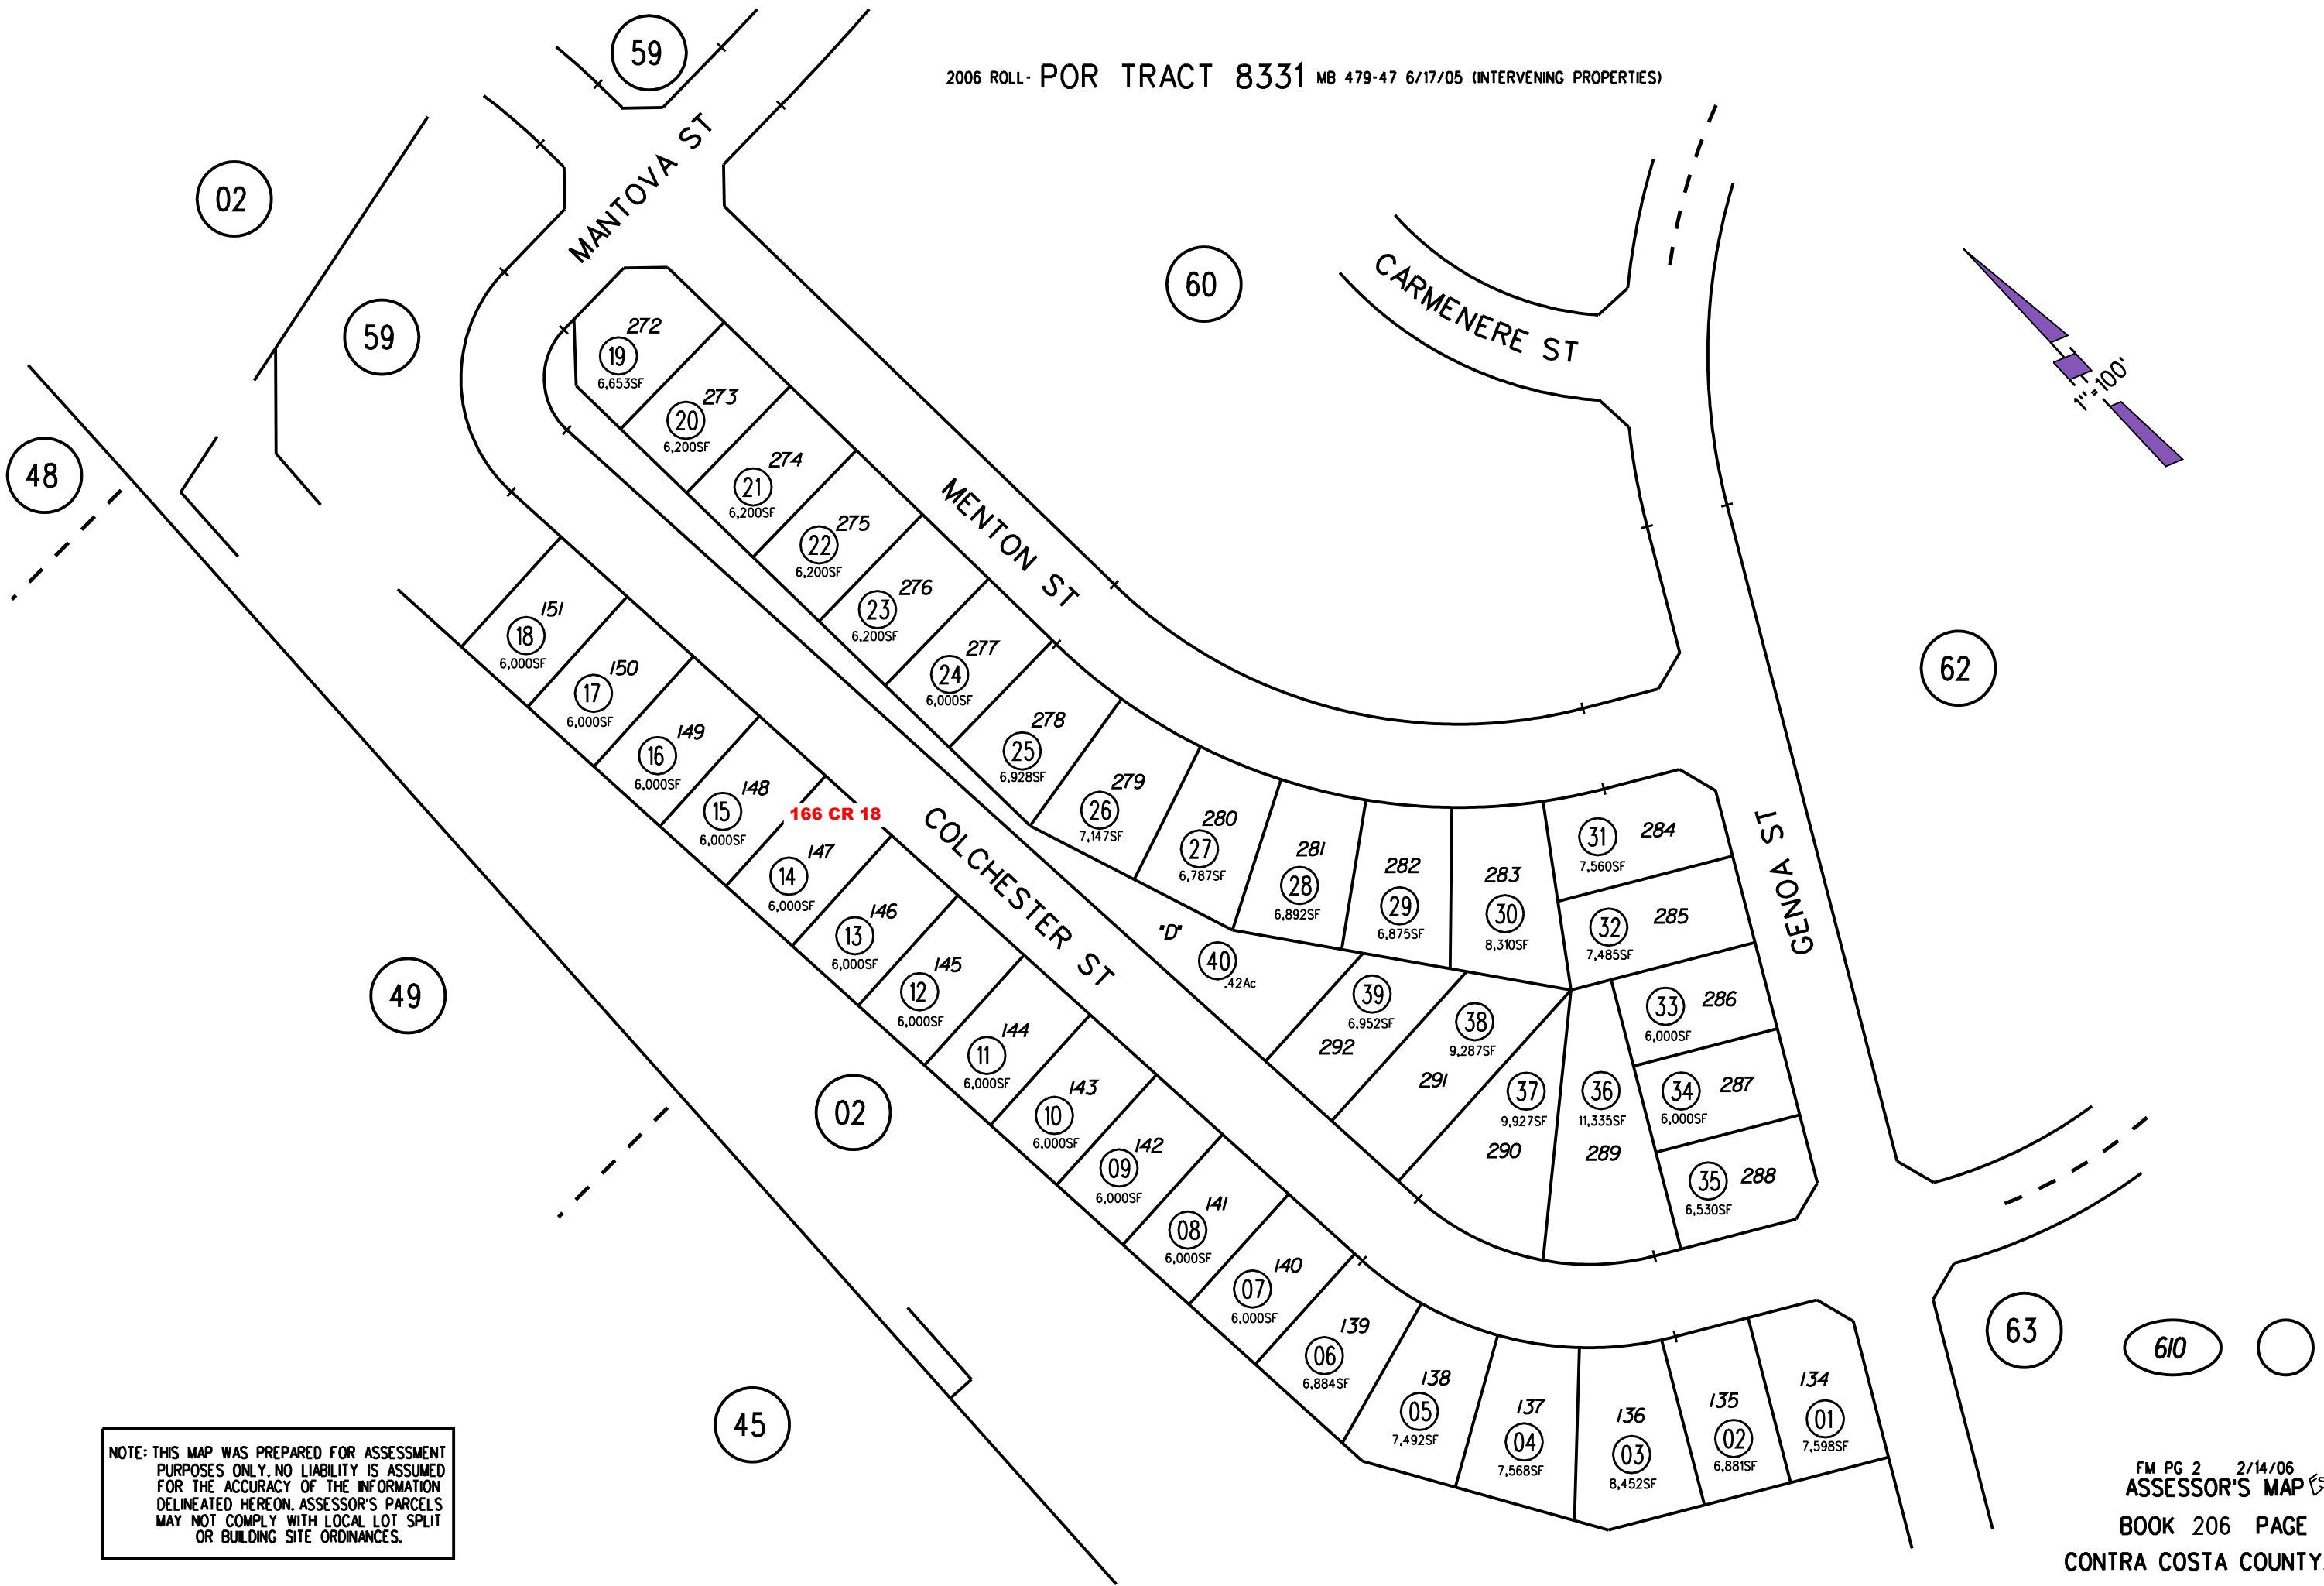 59
2006 ROLL- POR TRACT 8331 MB 479-47 6/17/05 (INTERVENING PROPERTIES)
02
MANTOVA ST
59
60
CARMENERE ST
1"=100'
48
272
19
6,653SF
273
20
6,200SF
274
21
6,200SF
275
22
6,200SF
276
23
6,200SF
277
24
6,000SF
278
25
6,928SF
279
26
7,147SF
280
27
6,787SF
281
28
6,892SF
282
29
6,875SF
283
30
8,310SF
31 284
7,560SF
32 285
7,485SF
33 286
6,000SF
34 287
6,000SF
35 288
6,530SF
36
11,335SF
289
37
9,927SF
290
38
9,287SF
291
39
6,952SF
292
"D"
40
.42Ac
MENTON ST
GENOA ST
62
151
18
6,000SF
150
17
6,000SF
149
16
6,000SF
148
15
6,000SF
166 CR 18
147
14
6,000SF
146
13
6,000SF
145
12
6,000SF
144
11
6,000SF
143
10
6,000SF
142
09
6,000SF
141
08
6,000SF
140
07
6,000SF
139
06
6,884SF
138
05
7,492SF
137
04
7,568SF
136
03
8,452SF
135
02
6,881SF
134
01
7,598SF
COLCHESTER ST
49
02
45
63
610
NOTE: THIS MAP WAS PREPARED FOR ASSESSMENT
PURPOSES ONLY. NO LIABILITY IS ASSUMED
FOR THE ACCURACY OF THE INFORMATION
DELINEATED HEREON. ASSESSOR'S PARCELS
MAY NOT COMPLY WITH LOCAL LOT SPLIT
OR BUILDING SITE ORDINANCES.
FM PG 2 2/14/06
ASSESSOR'S MAP
BOOK 206 PAGE
CONTRA COSTA COUNTY